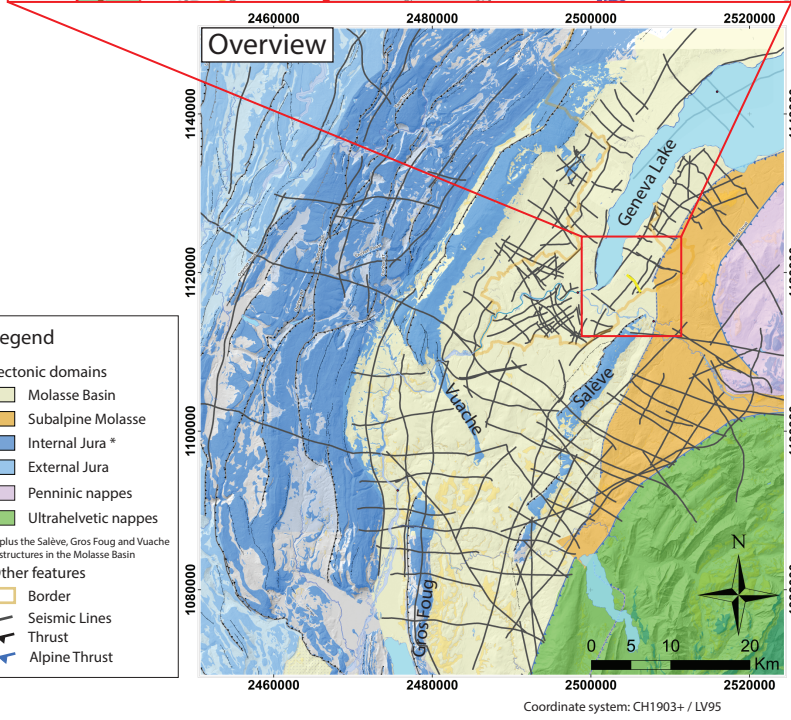 2460000 2480000 2500000 2520000
Overview
1140000
Geneva Lake
1120000
Vuache
Salève
1100000
1080000
Gros Foug
N
0 5 10 20
Km
2460000 2480000 2500000 2520000
Coordinate system: CH1903+ / LV95
egend
ectonic domains
Molasse Basin
Subalpine Molasse
Internal Jura *
External Jura
Penninic nappes
Ultrahelvetic nappes
plus the Salève, Gros Foug and Vuache
structures in the Molasse Basin
ther features
Border
Seismic Lines
Thrust
Alpine Thrust